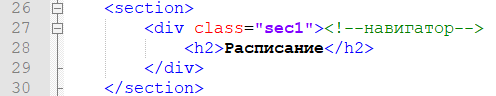 26 <section>
27 <div class="sec1"><!--навигатор-->
28 <h2>Расписание</h2>
29 </div>
30 </section>